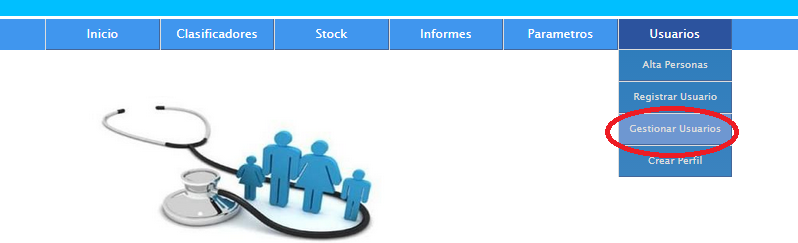 Inicio
Clasificadores
Stock
Informes
Parametros
Usuarios
Alta Personas
Registrar Usuario
Gestionar Usuarios
Crear Perfil